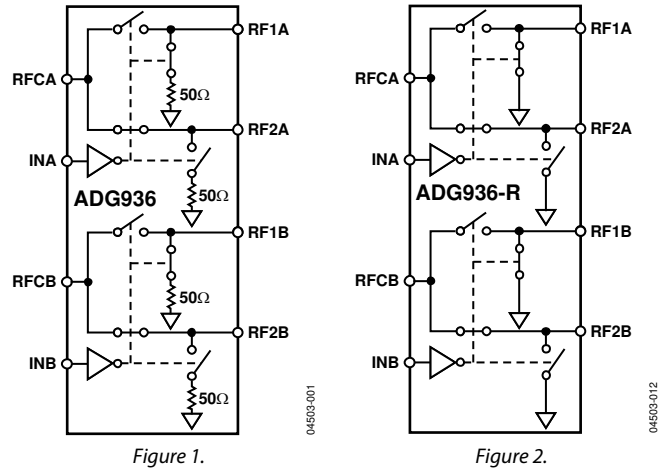 RF1A
RFCA
50Ω
RF2A
INA
ADG936
50Ω
RF1B
RFCB
50Ω
RF2B
INB
50Ω
04503-001
Figure 1.
RF1A
RFCA
RF2A
INA
ADG936-R
RF1B
RFCB
RF2B
INB
04503-012
Figure 2.